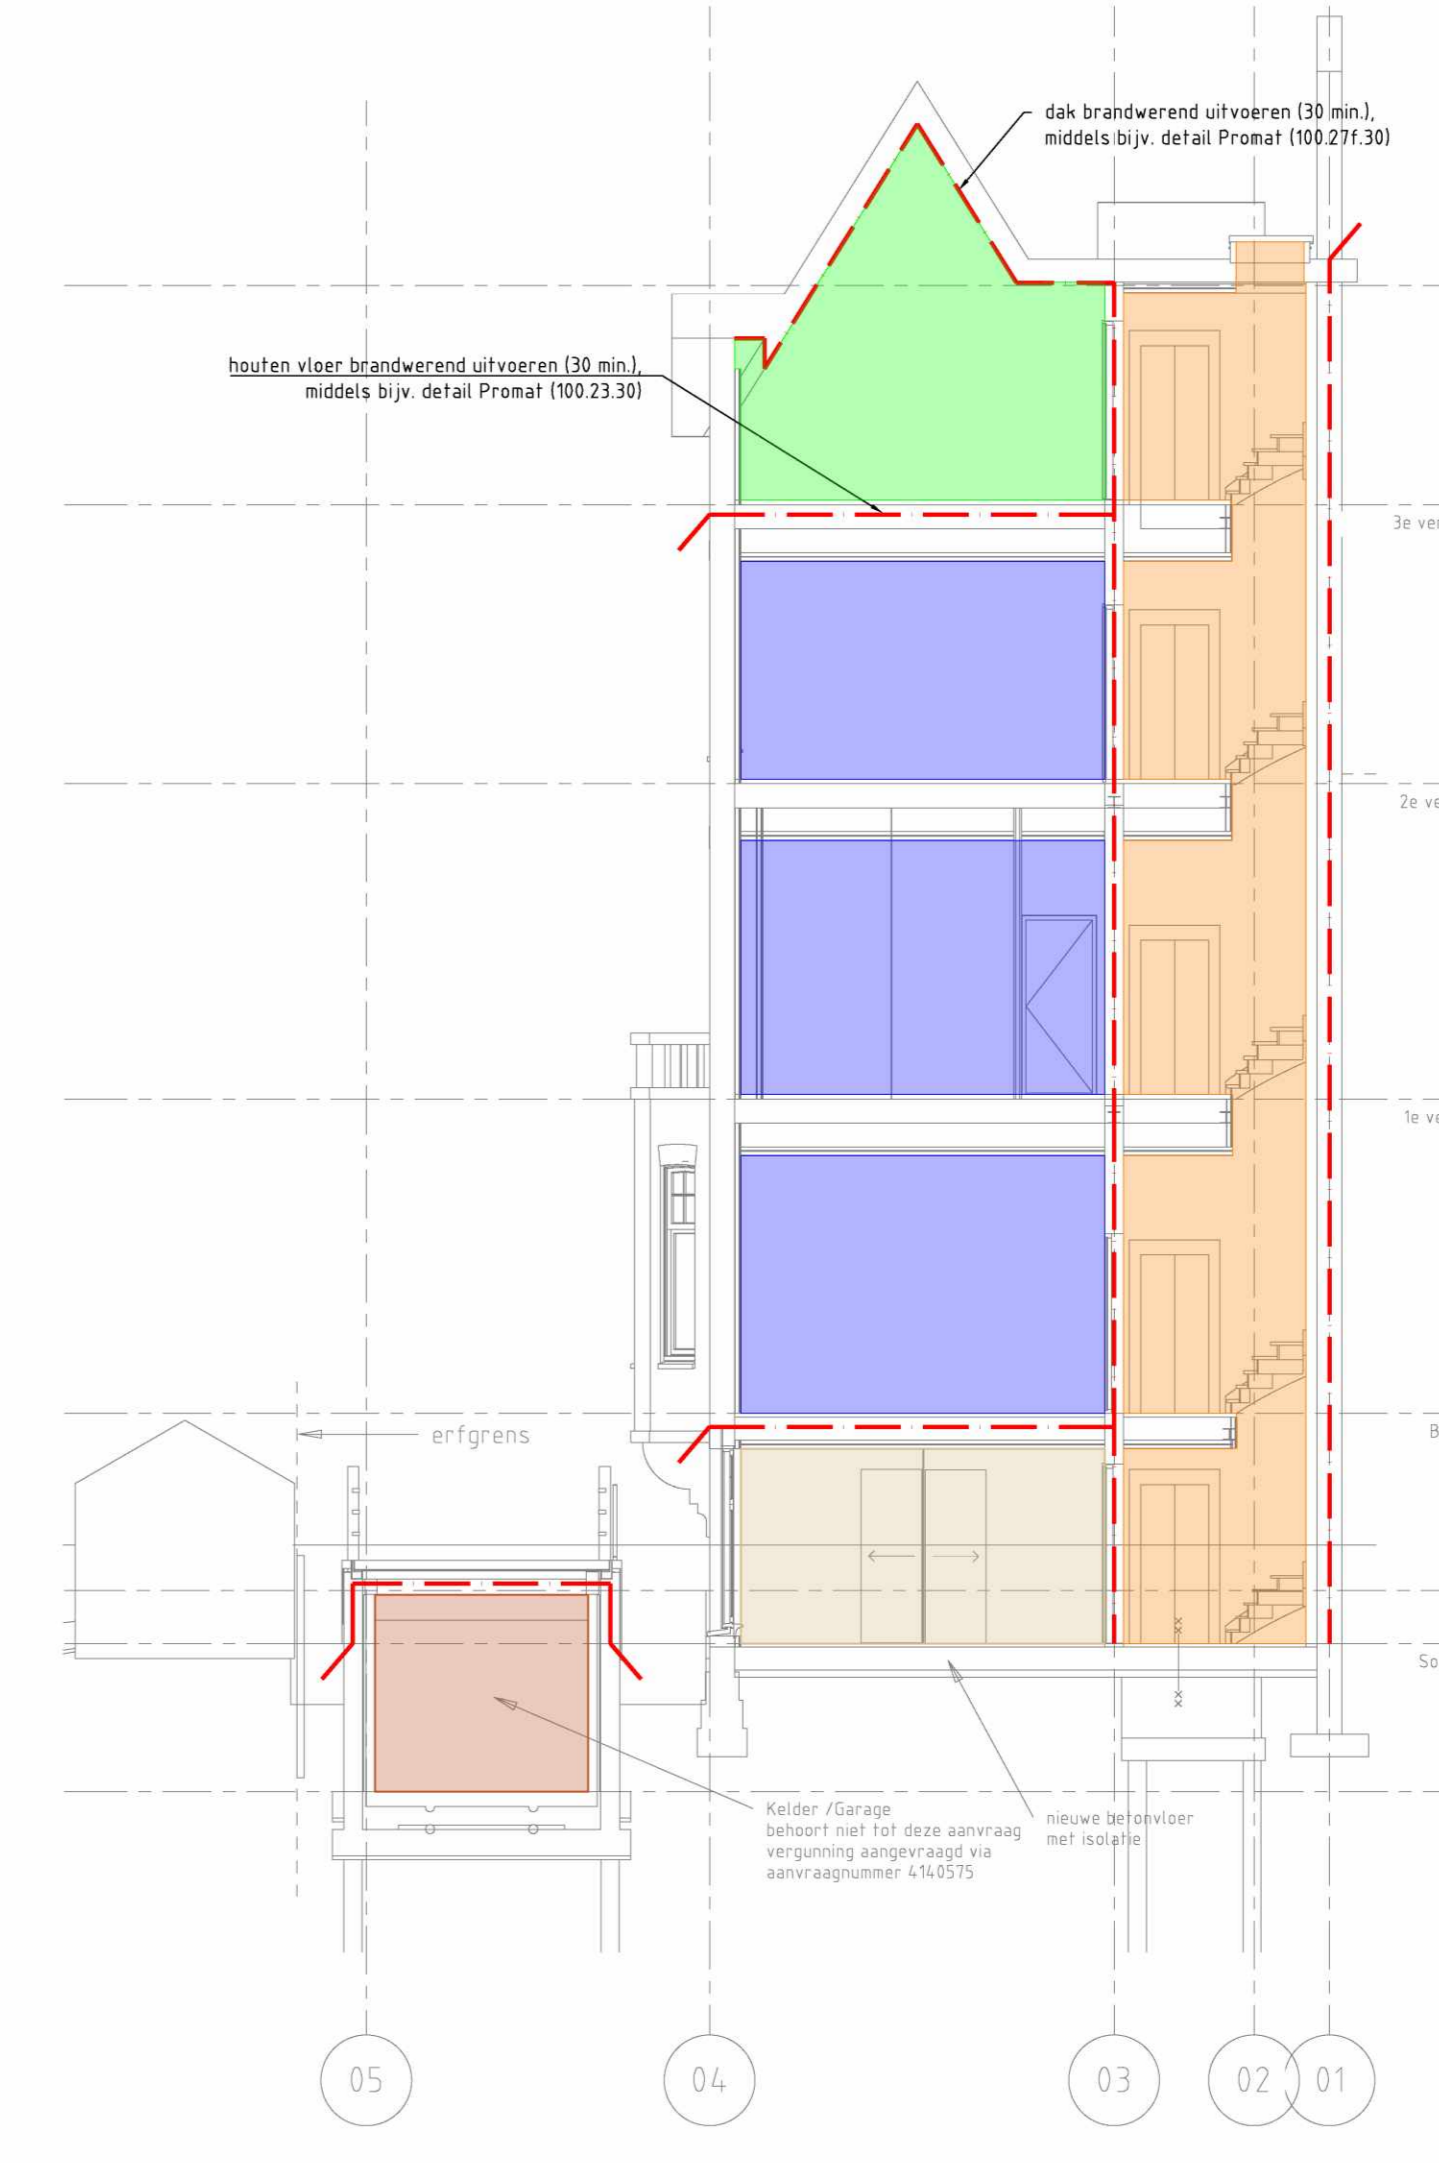 dak brandwerend uitvoeren (30 min.),
middels bijv. detail Promat (100.27f.30)
houten vloer brandwerend uitvoeren (30 min.),
middels bijv. detail Promat (100.23.30)
3e ver
2e ve
1e ve
B
erfgrens
So
Kelder /Garage
behoort niet tot deze aanvraag
vergunning aangevraagd via
aanvraagnummer 4140575
nieuwe betonvloer
met isolatie
05
04
03
02
01